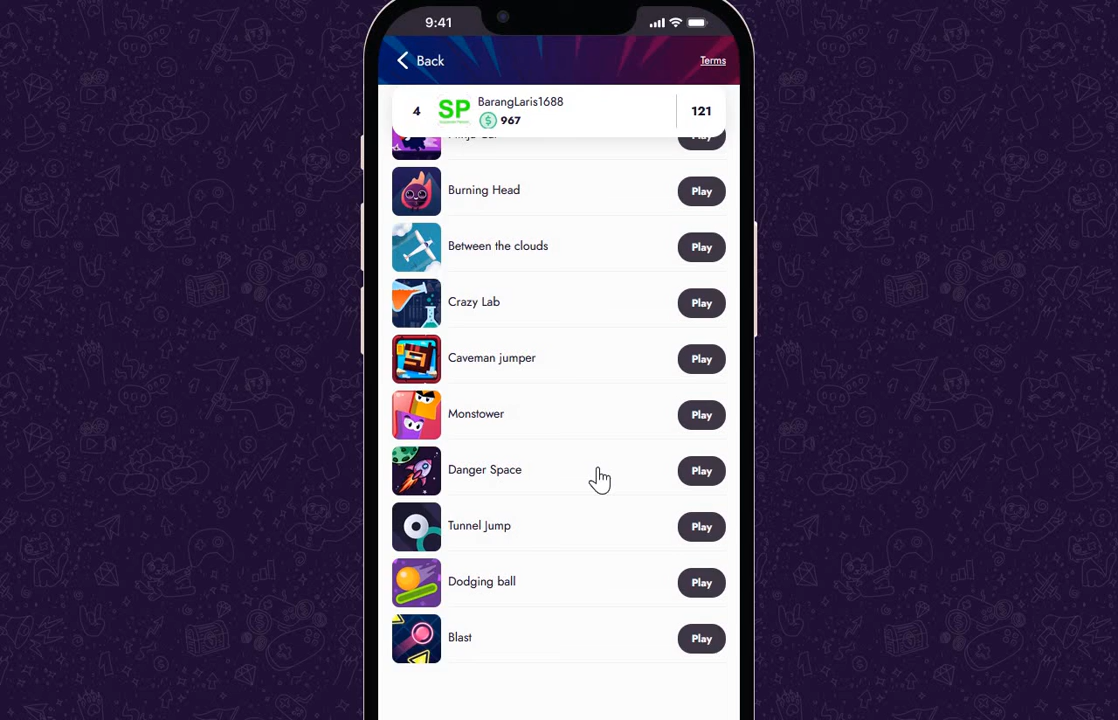 9:41
Back
Terms
4
SP
BarangLaris1688
$ 967
121
Burning Head
Play
Between the clouds
Play
Crazy Lab
Play
Caveman jumper
Play
Monstower
Play
Danger Space
Play
Tunnel Jump
Play
Dodging ball
Play
Blast
Play